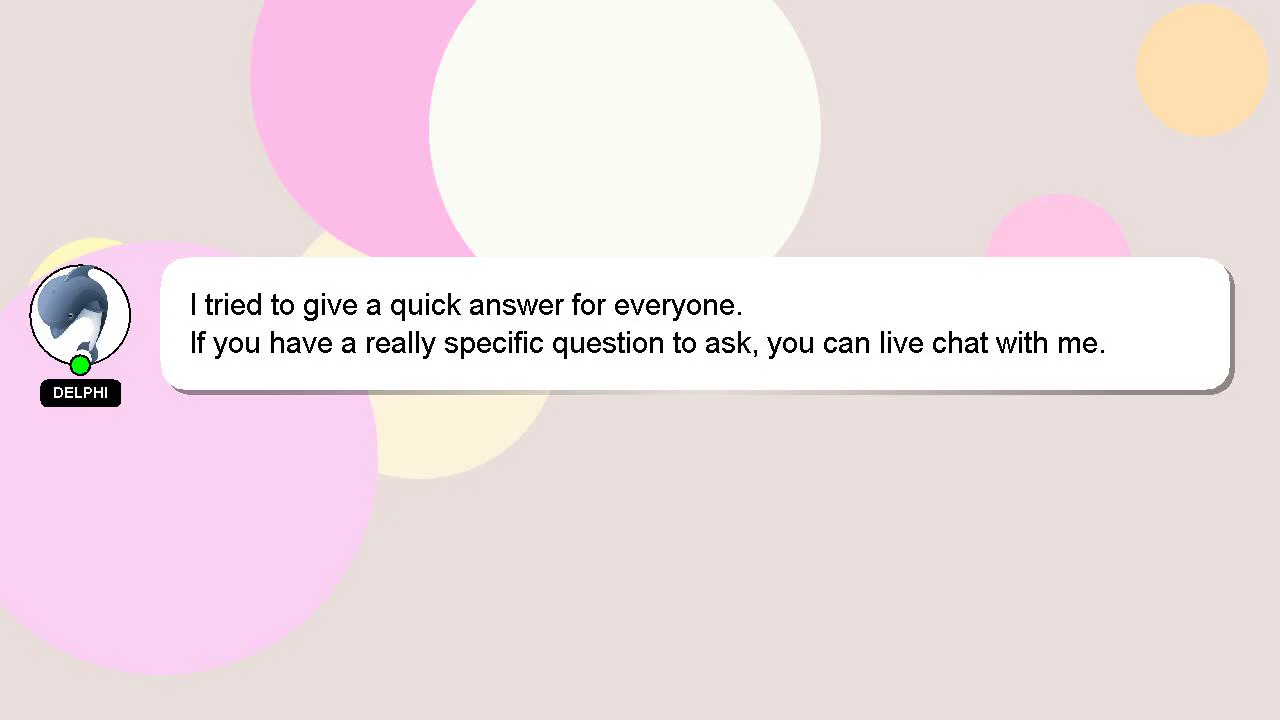 I tried to give a quick answer for everyone.
If you have a really specific question to ask, you can live chat with me.
DELPHI